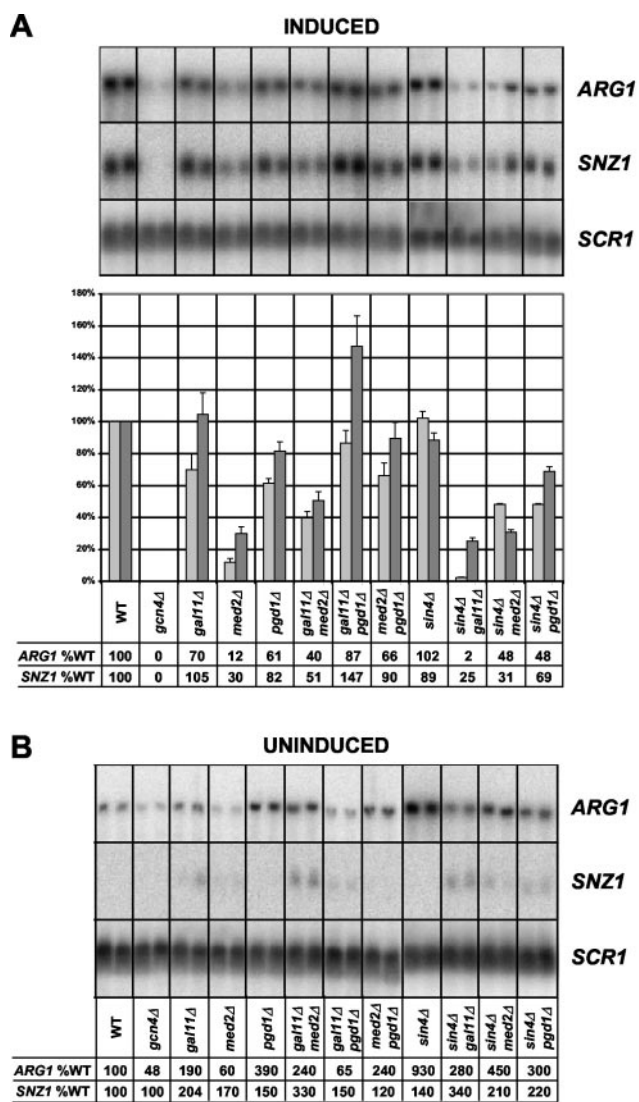 A
INDUCED
ARG1
SNZ1
SCR1
180%
160%
140%
120%
100%
80%
60%
40%
20%
0%
WT gcn4Δ gal11Δ med2Δ pgd1Δ gal11Δ med2Δ gal11Δ pgd1Δ med2Δ pgd1Δ sin4Δ sin4Δ gal11Δ sin4Δ med2Δ sin4Δ pgd1Δ
ARG1 %WT 100 0 70 12 61 40 87 66 102 2 48 48
SNZ1 %WT 100 0 105 30 82 51 147 90 89 25 31 69
B
UNINDUCED
ARG1
SNZ1
SCR1
WT gcn4Δ gal11Δ med2Δ pgd1Δ gal11Δ med2Δ gal11Δ pgd1Δ med2Δ pgd1Δ sin4Δ sin4Δ gal11Δ sin4Δ med2Δ sin4Δ pgd1Δ
ARG1 %WT 100 48 190 60 390 240 65 240 930 280 450 300
SNZ1 %WT 100 100 204 170 150 330 150 120 140 340 210 220